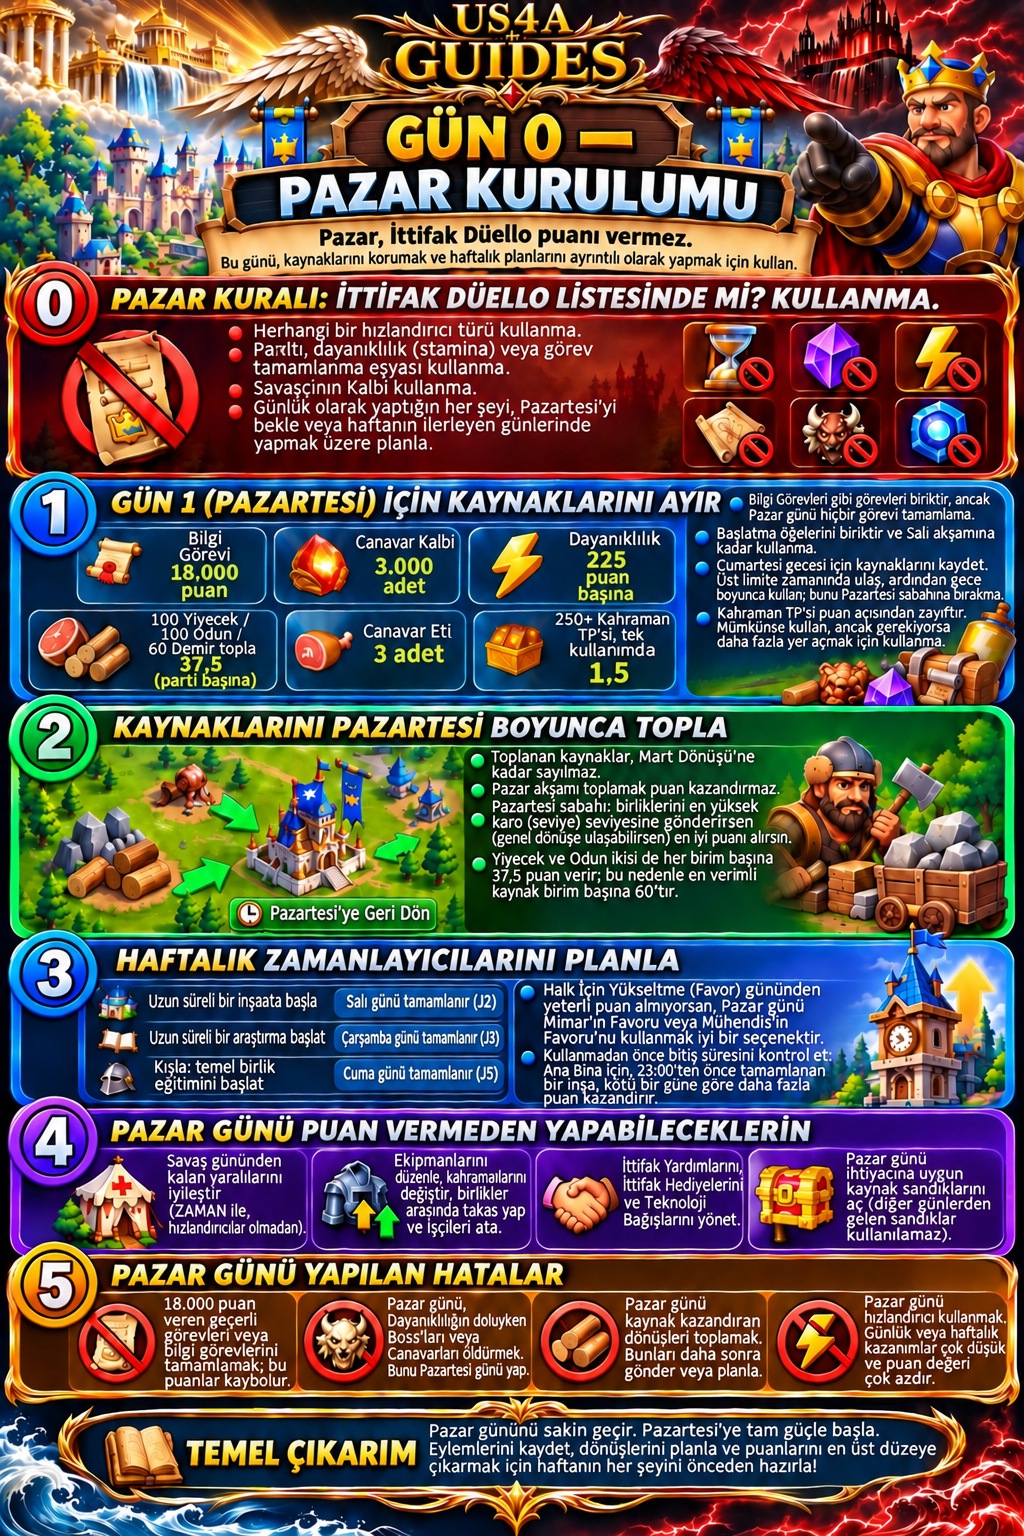 US4A
GUIDES
GÜN 0 —
PAZAR KURULUMU
Pazar, İttifak Düello puanı vermez.
Bu günü, kaynaklarını korumak ve haftalık planlarını ayrıntılı olarak yapmak için kullan.
0
PAZAR KURALI: İTTİFAK DÜELLO LİSTESİNDE Mİ? KULLANMA.
Herhangi bir hızlandırıcı türü kullanma.
Parıltı, dayanıklılık (stamina) veya görev
tamamlanma eşyası kullanma.
Savaşçının Kalbi kullanma.
Günlük olarak yaptığın her şeyi, Pazartesi'yi
bekle veya haftanın ilerleyen günlerinde
yapmak üzere planla.
1
GÜN 1 (PAZARTESİ) İÇİN KAYNAKLARINI AYIR
Bilgi
Görevi
18,000
puan
Canavar Kalbi
3.000
adet
Dayanıklılık
225
puan
başına
100 Yiyecek /
100 Odun /
60 Demir topla
37,5
(parti başına)
Canavar Eti
3 adet
250+ Kahraman
TP'si, tek
kullanımda
1,5
Bilgi Görevleri gibi görevleri biriktir, ancak
Pazar günü hiçbir görevi tamamlama.
Başlatma öğelerini biriktir ve Sali akşamına
kadar kullanma.
Cumartesi gecesi için kaynaklarını kaydet.
Üst limite zamanında ulaş, ardından gece
boyunca kullan; bunu Pazartesi sabahına bırakma.
Kahraman TP'si puan açısından zayıftır.
Mümkünse kullan, ancak gerekiyorsa
daha fazla yer açmak için kullanma.
2
KAYNAKLARINI PAZARTESİ BOYUNCA TOPLA
Pazartesi'ye Geri Dön
Toplanan kaynaklar, Mart Dönüşü'ne
kadar sayılmaz.
Pazar akşamı toplamak puan kazandırmaz.
Pazartesi sabahı: birliklerini en yüksek
karo (seviye) seviyesine gönderirsen
(genel dönüşe ulaşabilirsen) en iyi puanı alırsın.
Yiyecek ve Odun ikisi de her birim başına
37,5 puan verir; bu nedenle en verimli
kaynak birim başına 60'tır.
3
HAFTALIK ZAMANLAYICILARINI PLANLA
Uzun süreli bir inşaata başla
Salı günü tamamlanır (J2)
Uzun süreli bir araştırma başlat
Çarşamba günü tamamlanır (J3)
Kışla: temel birlik
eğitimini başlat
Cuma günü tamamlanır (J5)
Halk İçin Yükseltme (Favor) gününden
yeterli puan almıyorsan, Pazar günü
Mimar'ın Favoru veya Mühendis'in
Favoru'nu kullanmak iyi bir seçenektir.
Kullanmadan önce bitiş süresini kontrol et:
Ana Bina için, 23:00'ten önce tamamlanan
bir inşa, kötü bir güne göre daha fazla
puan kazandırır.
4
PAZAR GÜNÜ PUAN VERMEDEN YAPABİLECEKLERİN
Savaş gününden
kalan yaralılarını
iyileştir
(ZAMAN ile,
hızlandırıcılar olmadan).
Ekipmanlarını
düzenle, kahramanlarını
değiştir, birlikler
arasında takas yap
ve İşçileri ata.
İttifak Yardımlarını,
İttifak Hediyelerini
ve Teknoloji
Bağışlarını yönet.
Pazar günü
ihtiyacına uygun
kaynak sandıklarını
aç (diğer günlerden
gelen sandıklar
kullanılamaz).
5
PAZAR GÜNÜ YAPILAN HATALAR
18.000 puan
veren geçerli
görevleri veya
bilgi görevlerini
tamamlamak; bu
puanlar kaybolur.
Pazar günü,
Dayanıklılığın doluyken
Boss'ları veya
Canavarları öldürmek.
Bunu Pazartesi günü yap.
Pazar günü
kaynak kazandıran
dönüşleri toplamak.
Bunları daha sonra
gönder veya planla.
Pazar günü
hızlandırıcı kullanmak.
Günlük veya haftalık
kazanımlar çok düşük
ve puan değeri
çok azdır.
TEMEL ÇIKARIM
Pazar gününü sakin geçir. Pazartesi'ye tam güçle başla.
Eylemlerini kaydet, dönüşlerini planla ve puanlarını en üst düzeye
çıkarmak için haftanın her şeyini önceden hazırla!